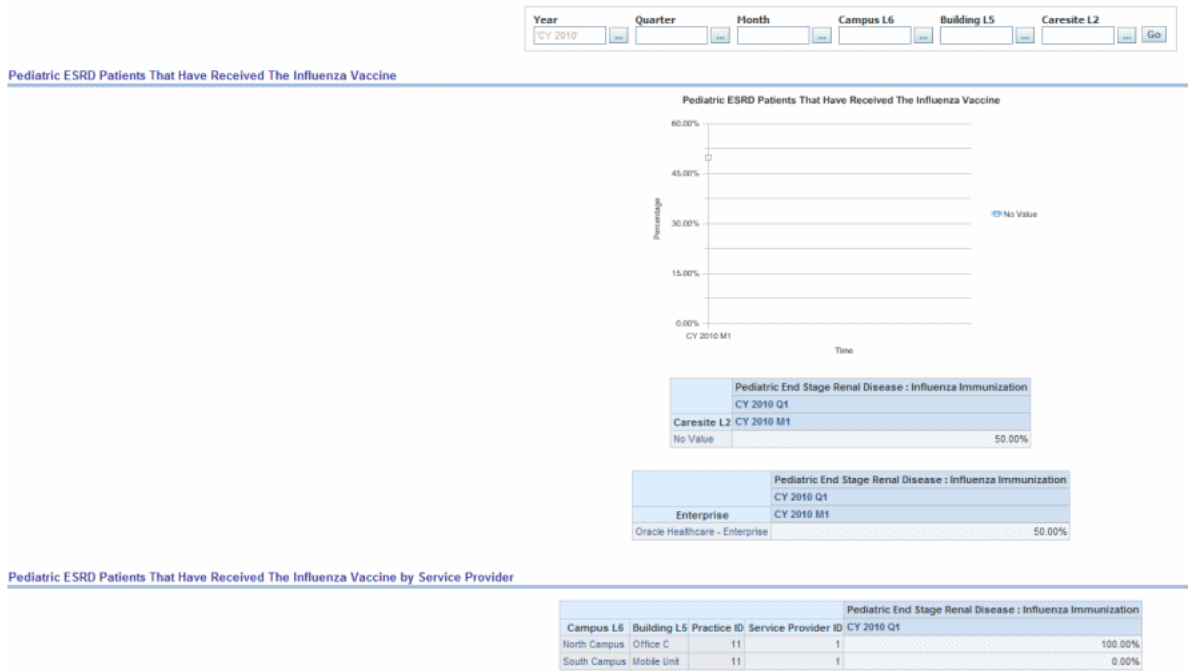 Year Quarter Month Campus L6 Building L5 Caresite L2
'CY 2010' ... ... ... ... ... ... Go
Pediatric ESRD Patients That Have Received The Influenza Vaccine
Pediatric ESRD Patients That Have Received The Influenza Vaccine
60.00%
45.00%
30.00%
15.00%
0.00%
Percentage
CY 2010 M1
Time
No Value
Pediatric End Stage Renal Disease : Influenza Immunization
CY 2010 Q1
Caresite L2 CY 2010 M1
No Value 50.00%
Pediatric End Stage Renal Disease : Influenza Immunization
CY 2010 Q1
Enterprise CY 2010 M1
Oracle Healthcare - Enterprise 50.00%
Pediatric ESRD Patients That Have Received The Influenza Vaccine by Service Provider
Pediatric End Stage Renal Disease : Influenza Immunization
Campus L6 Building L5 Practice ID Service Provider ID CY 2010 Q1
North Campus Office C 11 1 100.00%
South Campus Mobile Unit 11 1 0.00%